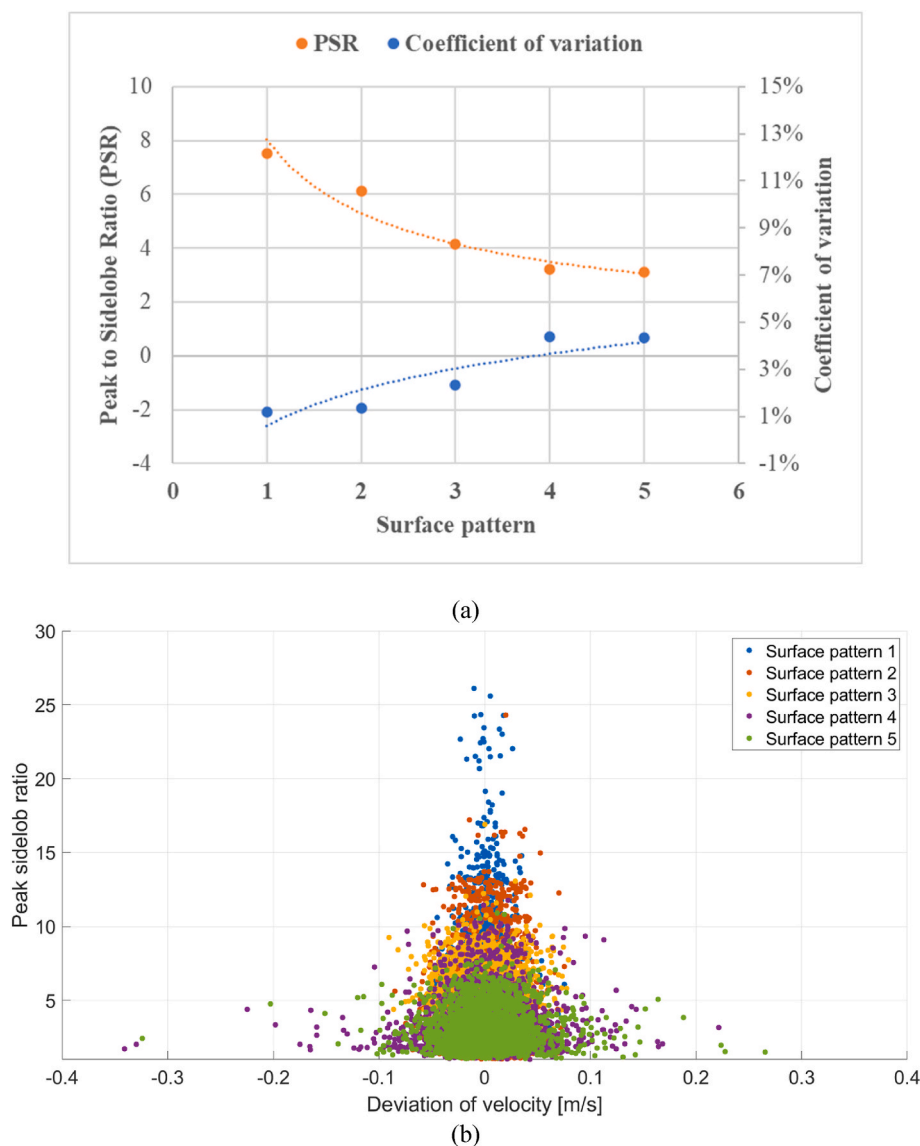 PSR Coefficient of variation
10 15%
8 13%
11%
6
9%
4
7%
2
5%
0
3%
-2
1%
-4 -1%
0 1 2 3 4 5 6
Peak to Sidelobe Ratio (PSR)
Coefficient of variation
Surface pattern
(a)
30
25
20
15
10
5
Peak sidelob ratio
Surface pattern 1
Surface pattern 2
Surface pattern 3
Surface pattern 4
Surface pattern 5
-0.4 -0.3 -0.2 -0.1 0 0.1 0.2 0.3 0.4
Deviation of velocity [m/s]
(b)